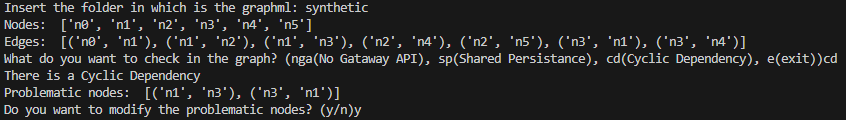 Insert the folder in which is the graphml: synthetic
Nodes:  ['n0', 'n1', 'n2', 'n3', 'n4', 'n5']
Edges:  [('n0', 'n1'), ('n1', 'n2'), ('n1', 'n3'), ('n2', 'n4'), ('n2', 'n5'), ('n3', 'n1'), ('n3', 'n4')]
What do you want to check in the graph? (nga(No Gataway API), sp(Shared Persistance), cd(Cyclic Dependency), e(exit))cd
There is a Cyclic Dependency
Problematic nodes:  [('n1', 'n3'), ('n3', 'n1')]
Do you want to modify the problematic nodes? (y/n)y